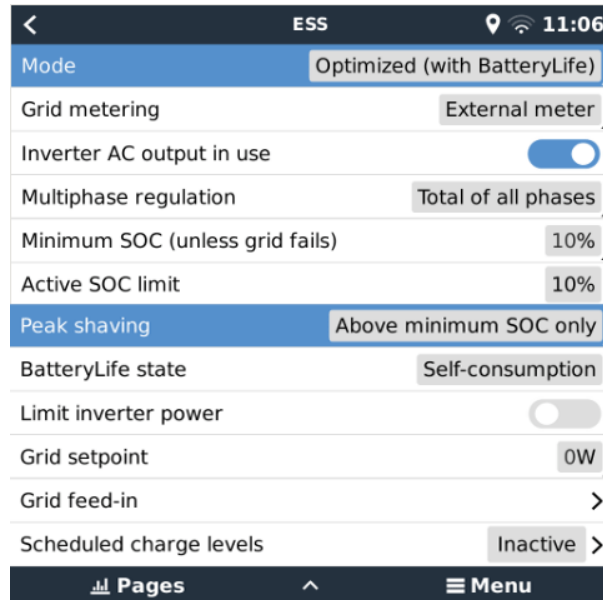 ESS 11:06
Mode Optimized (with BatteryLife)
Grid metering External meter
Inverter AC output in use
Multiphase regulation Total of all phases
Minimum SOC (unless grid fails) 10%
Active SOC limit 10%
Peak shaving Above minimum SOC only
BatteryLife state Self-consumption
Limit inverter power
Grid setpoint 0W
Grid feed-in
Scheduled charge levels Inactive
Pages Menu